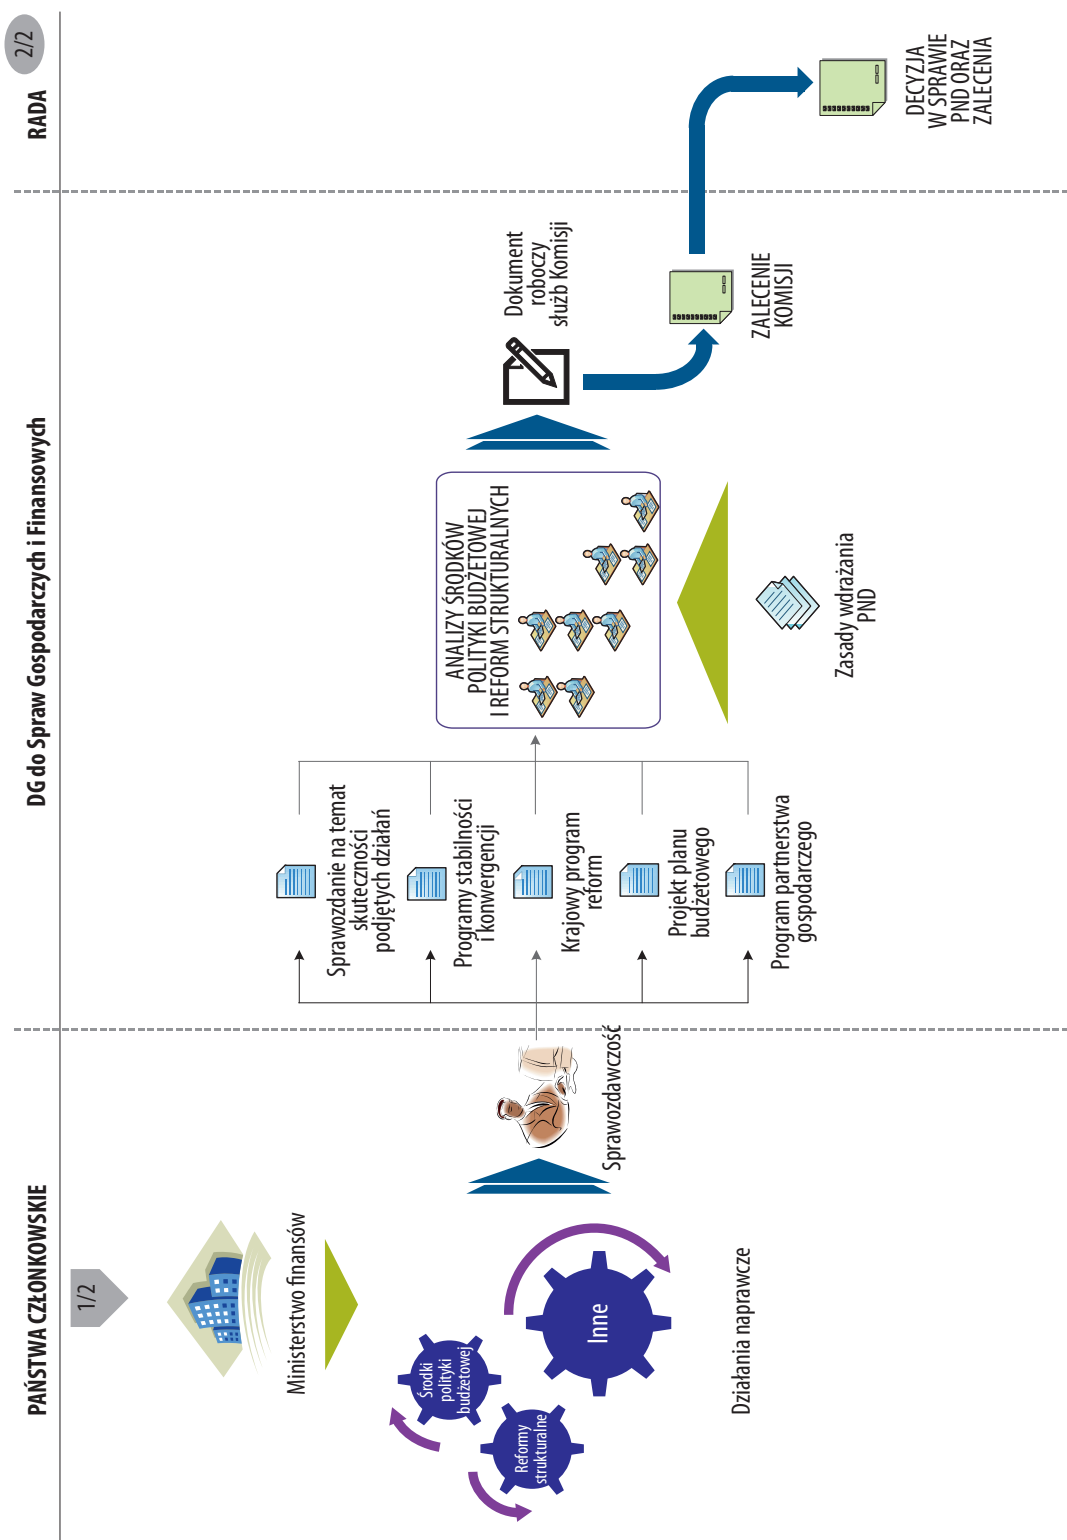 PAŃSTWA CZŁONKOWSKIE
DG do Spraw Gospodarczych i Finansowych
RADA
2/2
1/2
Ministerstwo finansów
Środki
polityki
budżetowej
Reformy
strukturalne
Inne
Działania naprawcze
Sprawozdawczość
Sprawozdanie na temat
skuteczności
podjętych działań
Programy stabilności
i konwergencji
Krajowy program
reform
Projekt planu
budżetowego
Program partnerstwa
gospodarczego
ANALIZY ŚRODKÓW
POLITYKI BUDŻETOWEJ
I REFORM STRUKTURALNYCH
Zasady wdrażania
PND
Dokument
roboczy
służb Komisji
ZALECENIE
KOMISJI
DECYZJA
W SPRAWIE
PND ORAZ
ZALECENIA